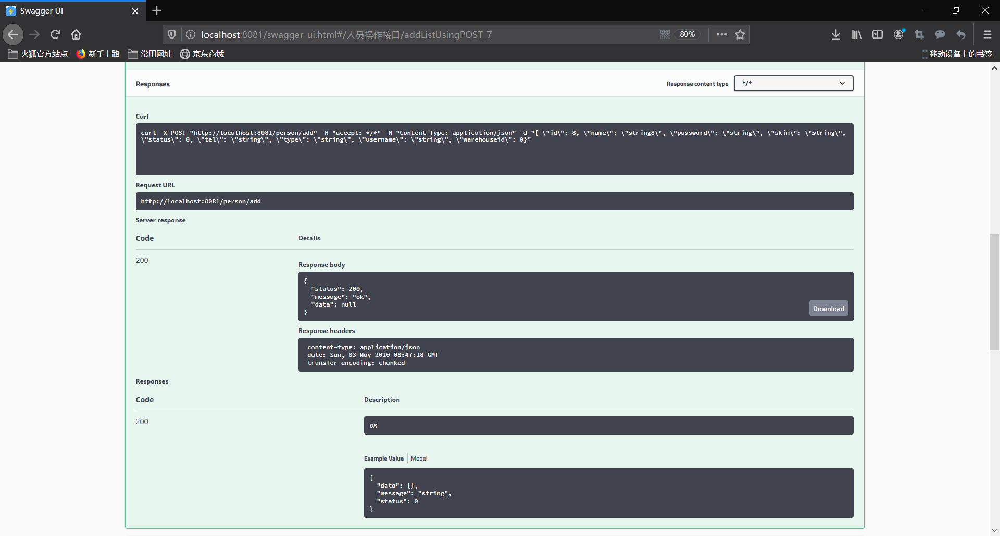 Swagger UI
localhost:8081/swagger-ui.html#/人员操作接口/addListUsingPOST_7
80%
火狐官方站点 新手上路 常用网址 京东商城 移动设备上的书签
Responses
Response content type */*
Curl
curl -X POST "http://localhost:8081/person/add" -H "accept: */*" -H "Content-Type: application/json" -d "{ \"id\": 8, \"name\": \"string8\", \"password\": \"string\", \"skin\": \"string\",
\"status\": 0, \"tel\": \"string\", \"type\": \"string\", \"username\": \"string\", \"warehouseid\": 0}"
Request URL
http://localhost:8081/person/add
Server response
Code Details
200
Response body
{
"status": 200,
"message": "ok",
"data": null
}
Download
Response headers
content-type: application/json
date: Sun, 03 May 2020 08:47:18 GMT
transfer-encoding: chunked
Responses
Code Description
200
OK
Example Value Model
{
"data": {},
"message": "string",
"status": 0
}